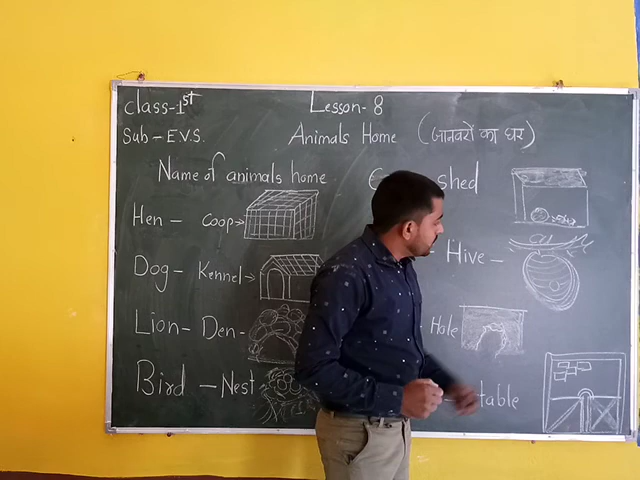 Class-1st
Lesson-8
Sub-E.V.S.
Animals Home (जानवरों का घर)
Name of animals home
Hen - coop→
Dog- Kennel→
Lion- Den-
Bird - Nest
shed
- Hive -
Hole